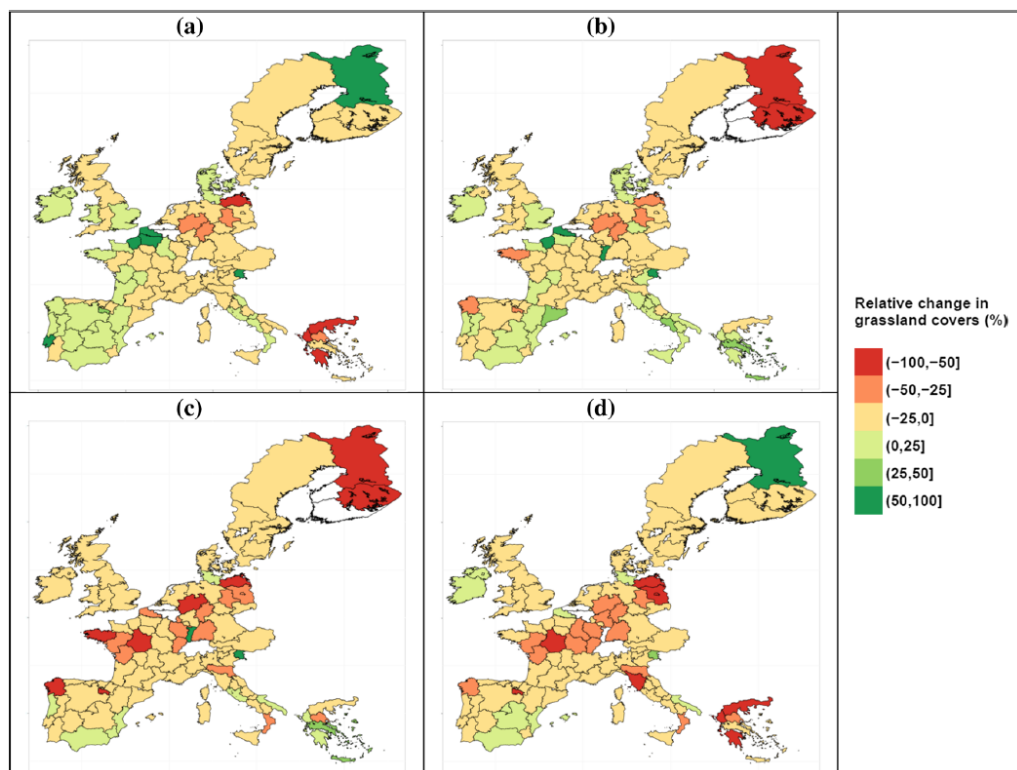 (a)
(b)
Relative change in
grassland covers (%)
(−100,−50]
(−50,−25]
(−25,0]
(0,25]
(25,50]
(50,100]
(c)
(d)